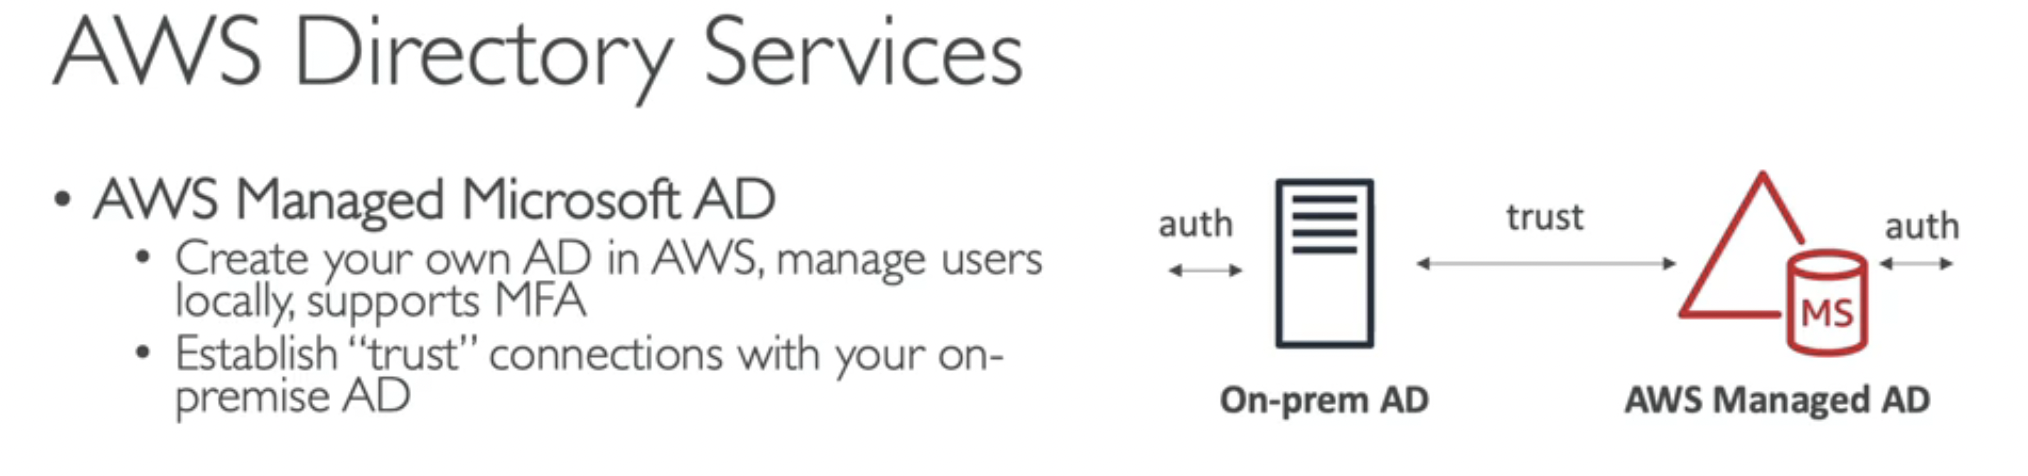 AWS Directory Services
• AWS Managed Microsoft AD
• Create your own AD in AWS, manage users
locally, supports MFA
• Establish “trust” connections with your on-
premise AD
auth
trust
auth
MS
On-prem AD
AWS Managed AD